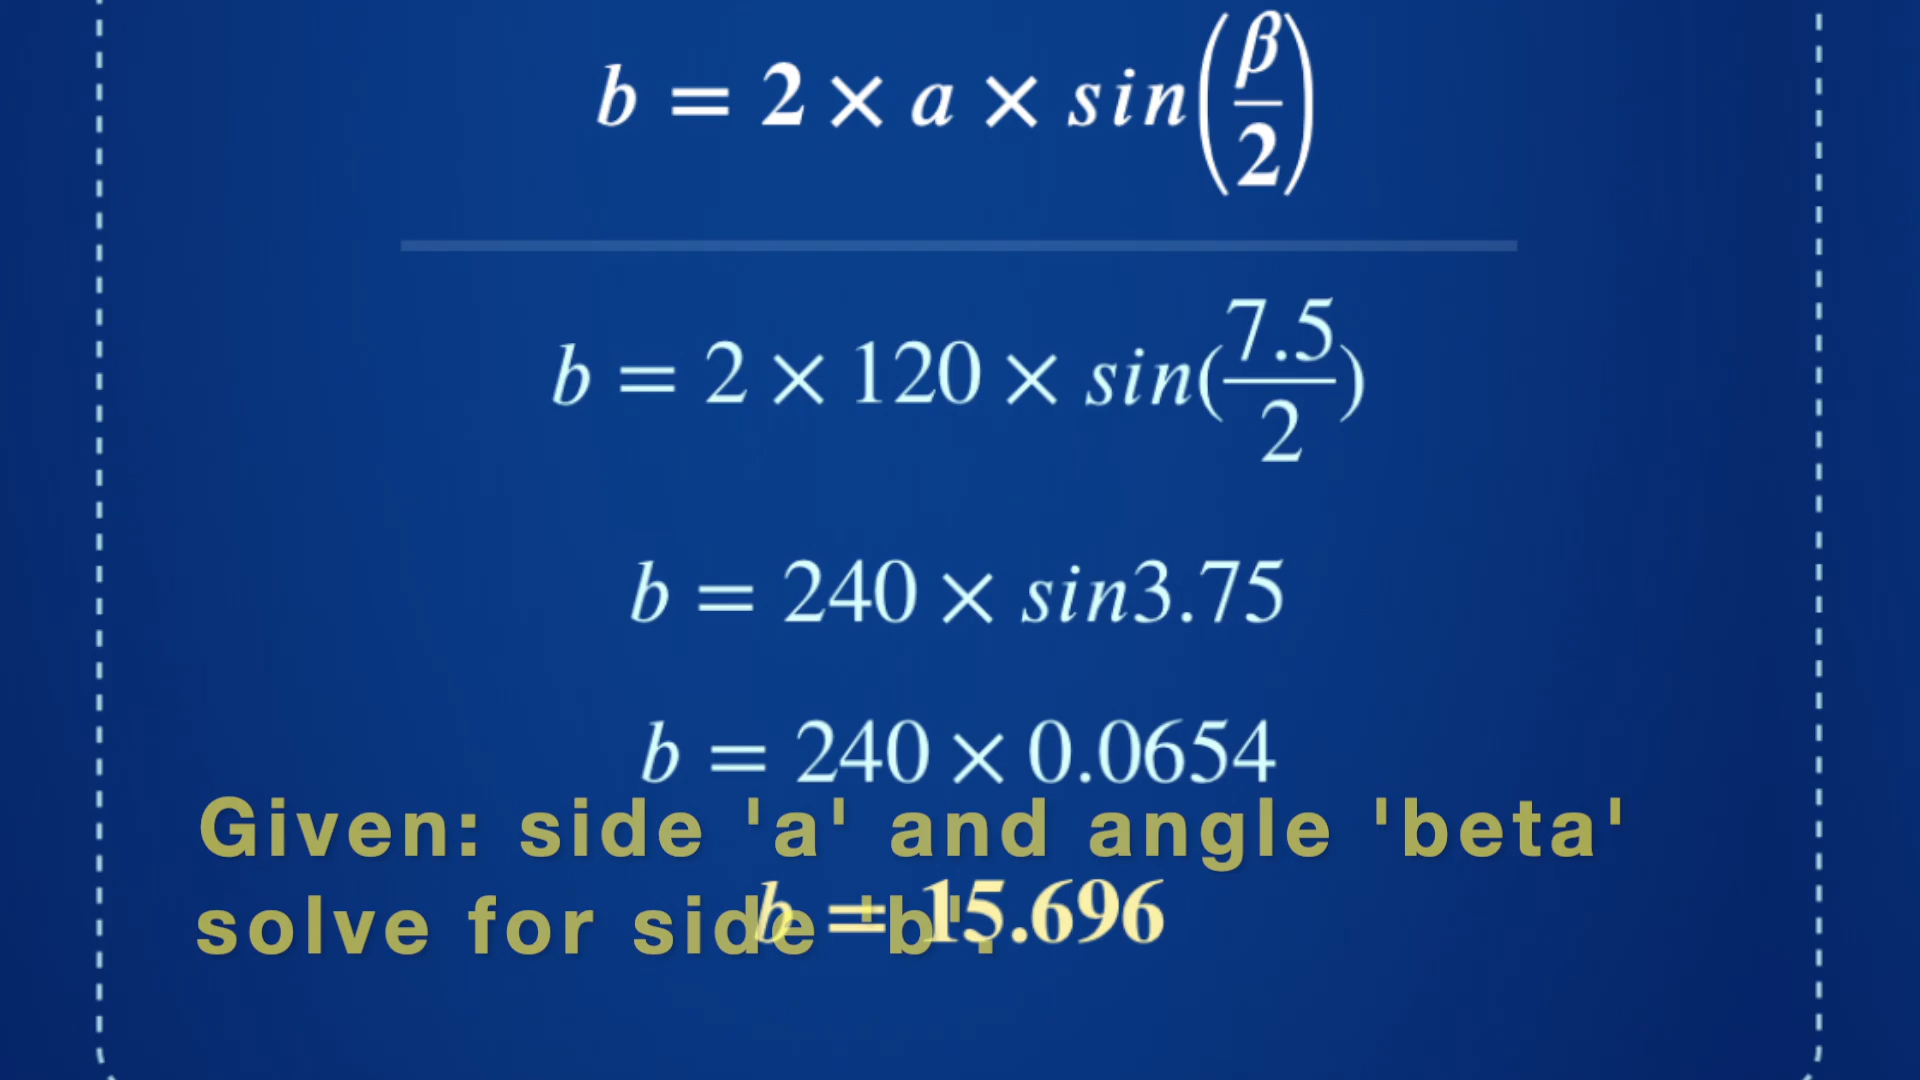 b = 2 × a × sin(β/2)
b = 2 × 120 × sin(7.5/2)
b = 240 × sin3.75
b = 240 × 0.0654
Given: side 'a' and angle 'beta'
solve for side 'b'.
b = 15.696